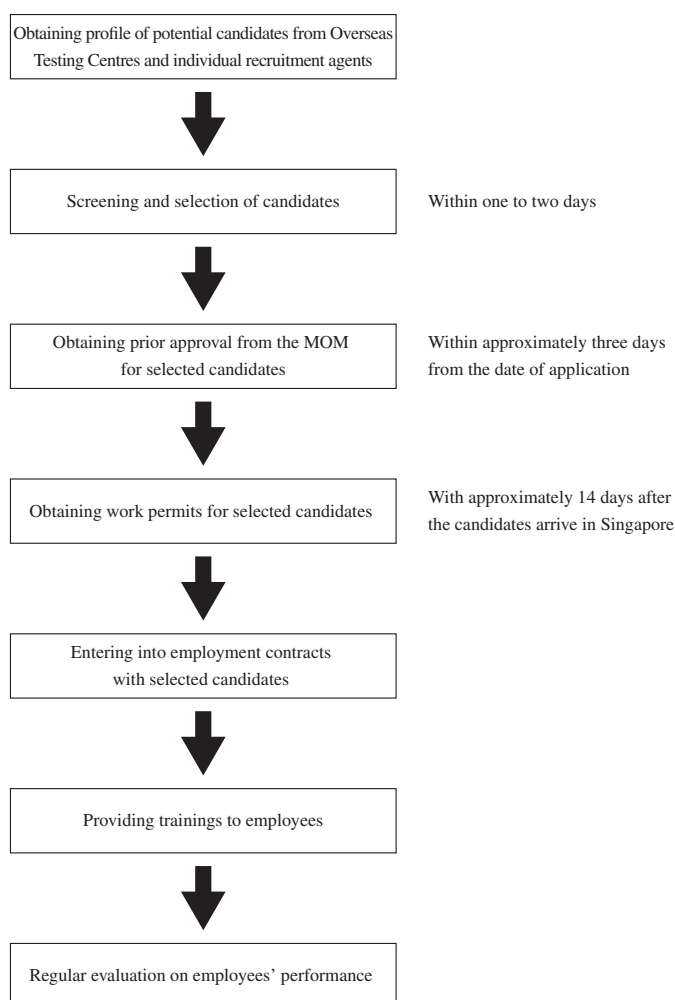 Obtaining profile of potential candidates from Overseas
Testing Centres and individual recruitment agents
Screening and selection of candidates
Within one to two days
Obtaining prior approval from the MOM
for selected candidates
Within approximately three days
from the date of application
Obtaining work permits for selected candidates
With approximately 14 days after
the candidates arrive in Singapore
Entering into employment contracts
with selected candidates
Providing trainings to employees
Regular evaluation on employees’ performance